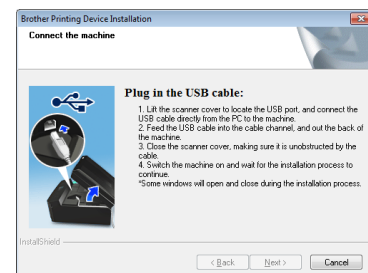 Brother Printing Device Installation
Connect the machine
Plug in the USB cable:
1. Lift the scanner cover to locate the USB port, and connect the
USB cable directly from the PC to the machine.
2. Feed the USB cable into the cable channel, and out the back of
the machine.
3. Close the scanner cover, making sure it is unobstructed by the
cable.
4. Switch the machine on and wait for the installation process to
continue.
*Some windows will open and close during the installation process.
InstallShield
< Back Next > Cancel